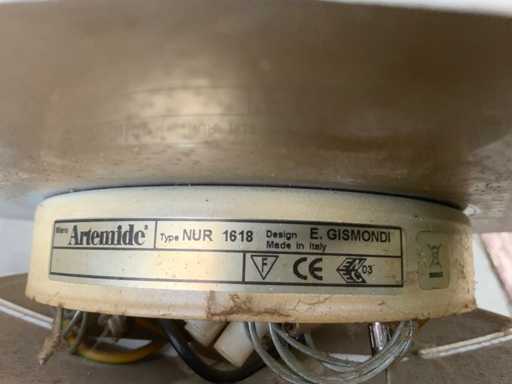 Marca Artemide® Type NUR 1618 Design E. GISMONDI
Made in Italy
F CE 03